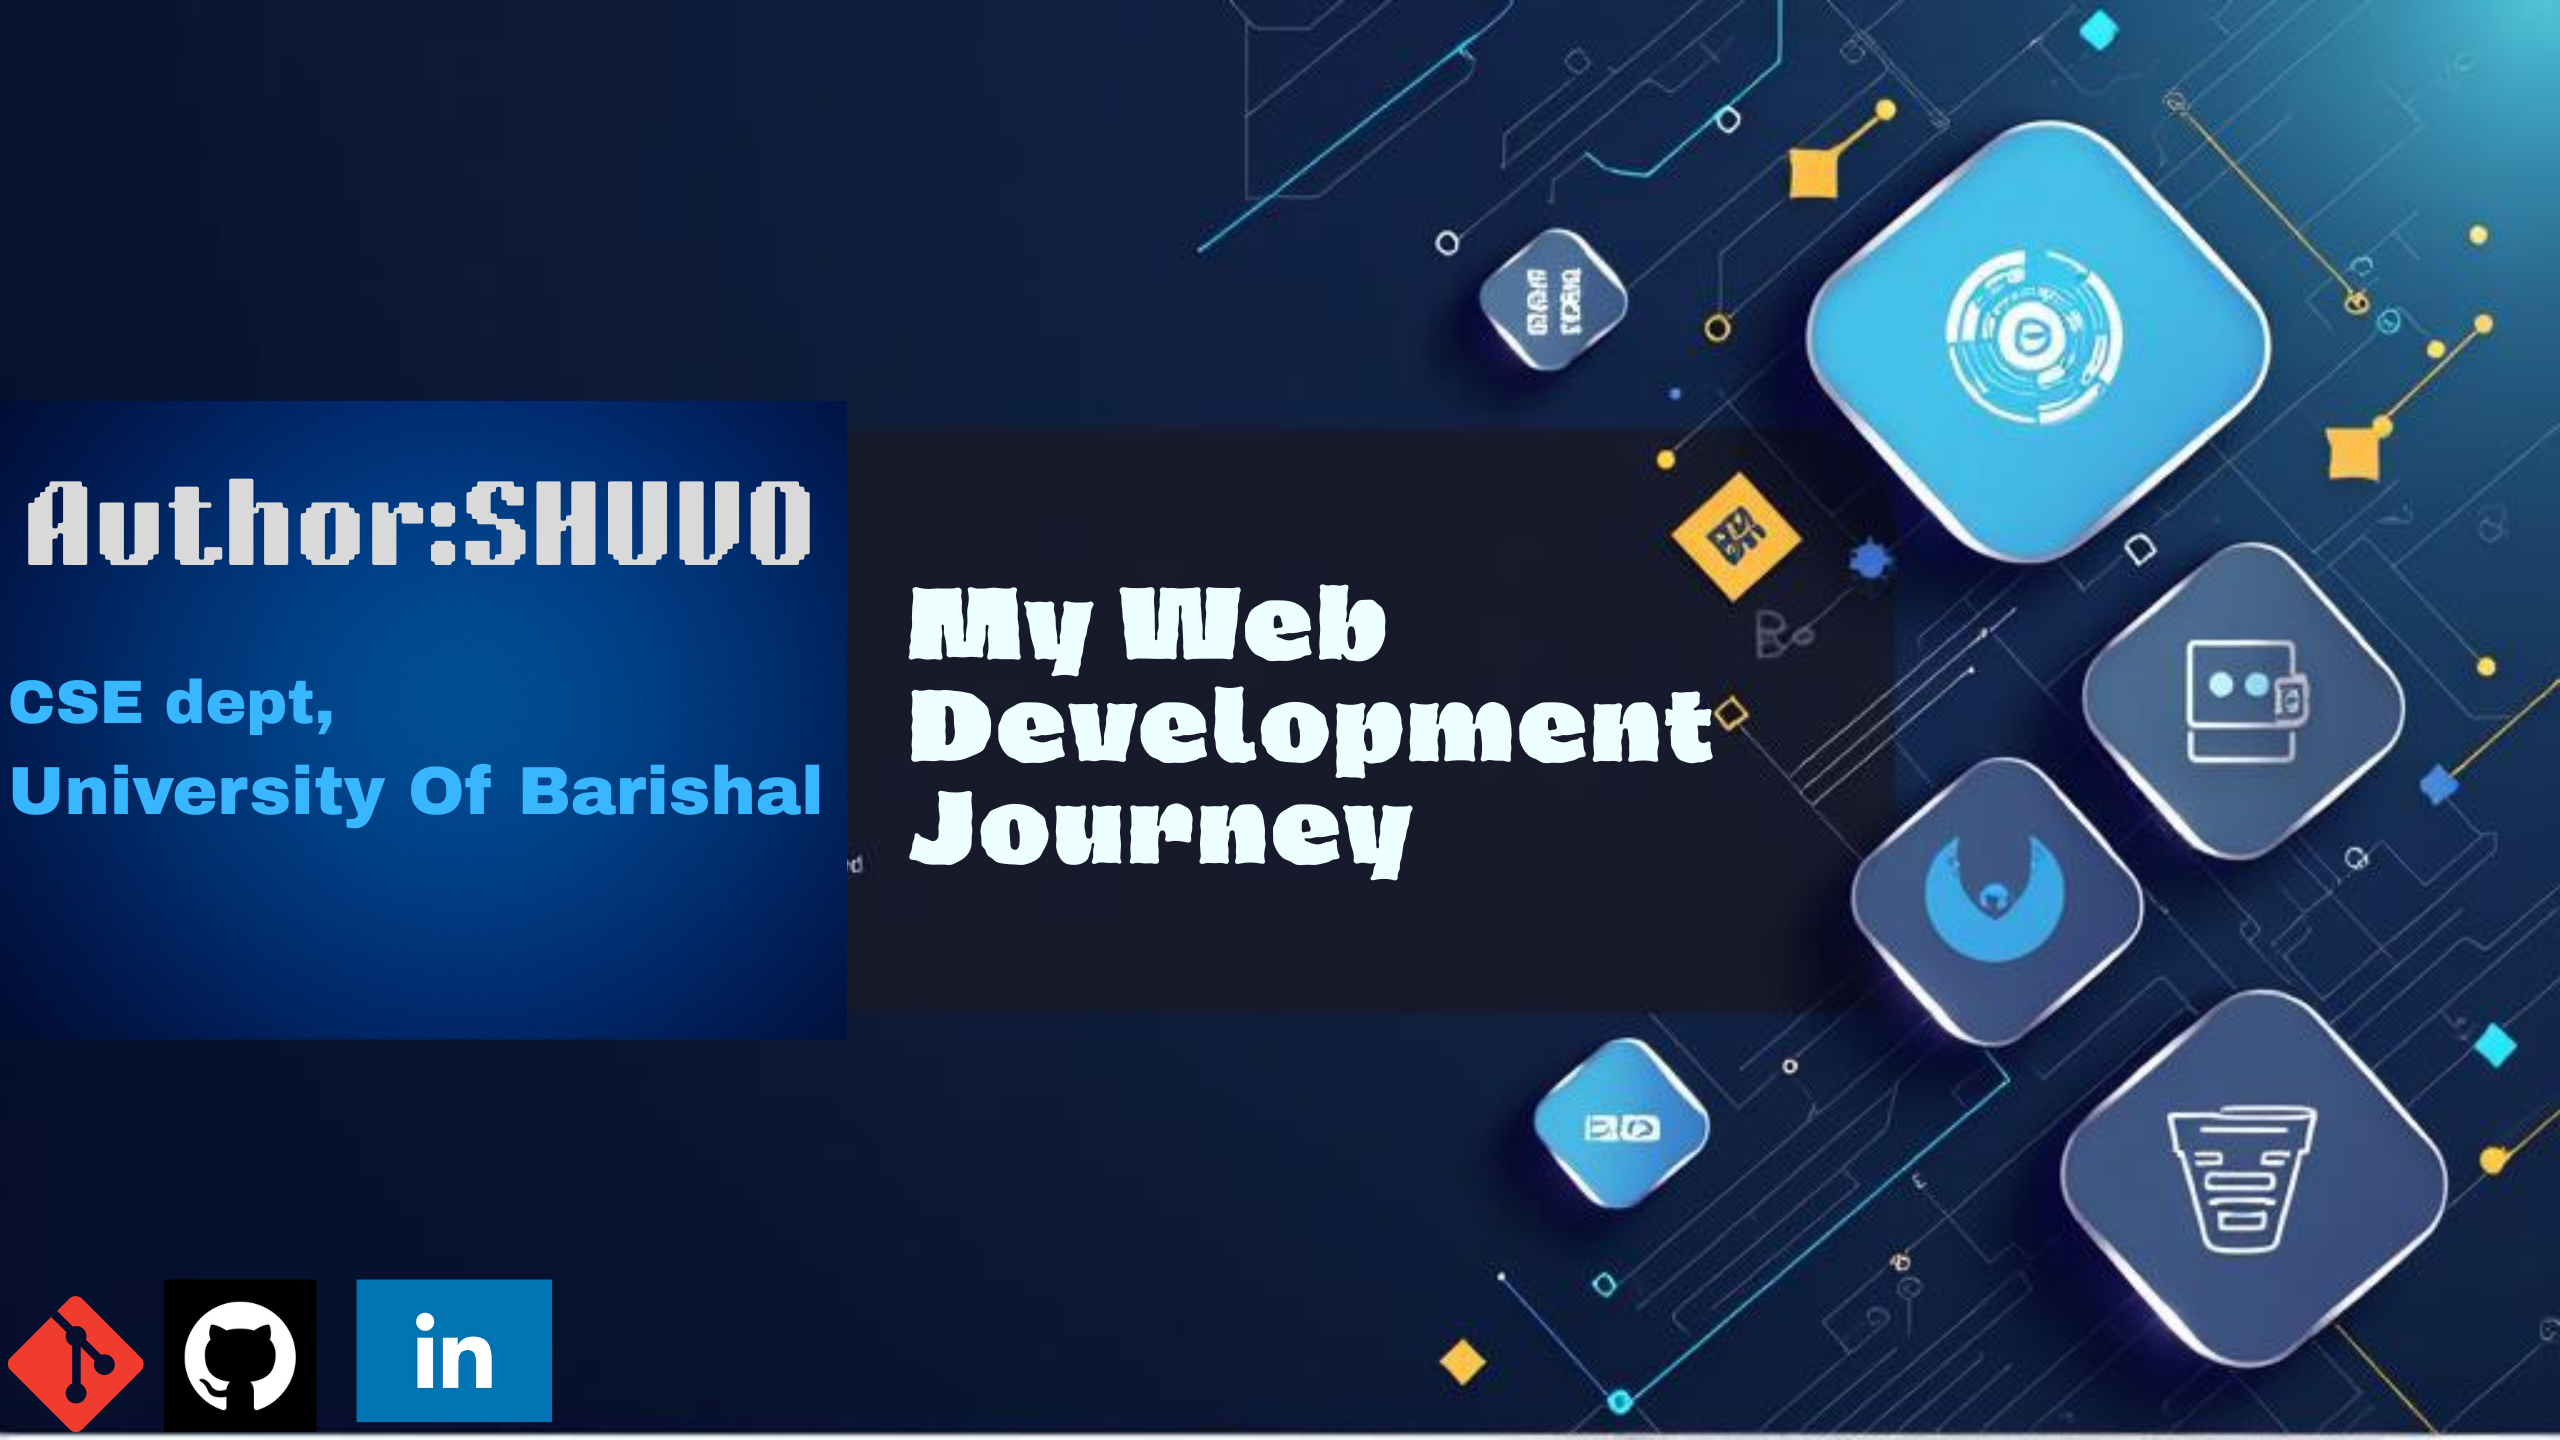 Author:SHUVO
CSE dept,
University Of Barishal
My Web
Development
Journey
in